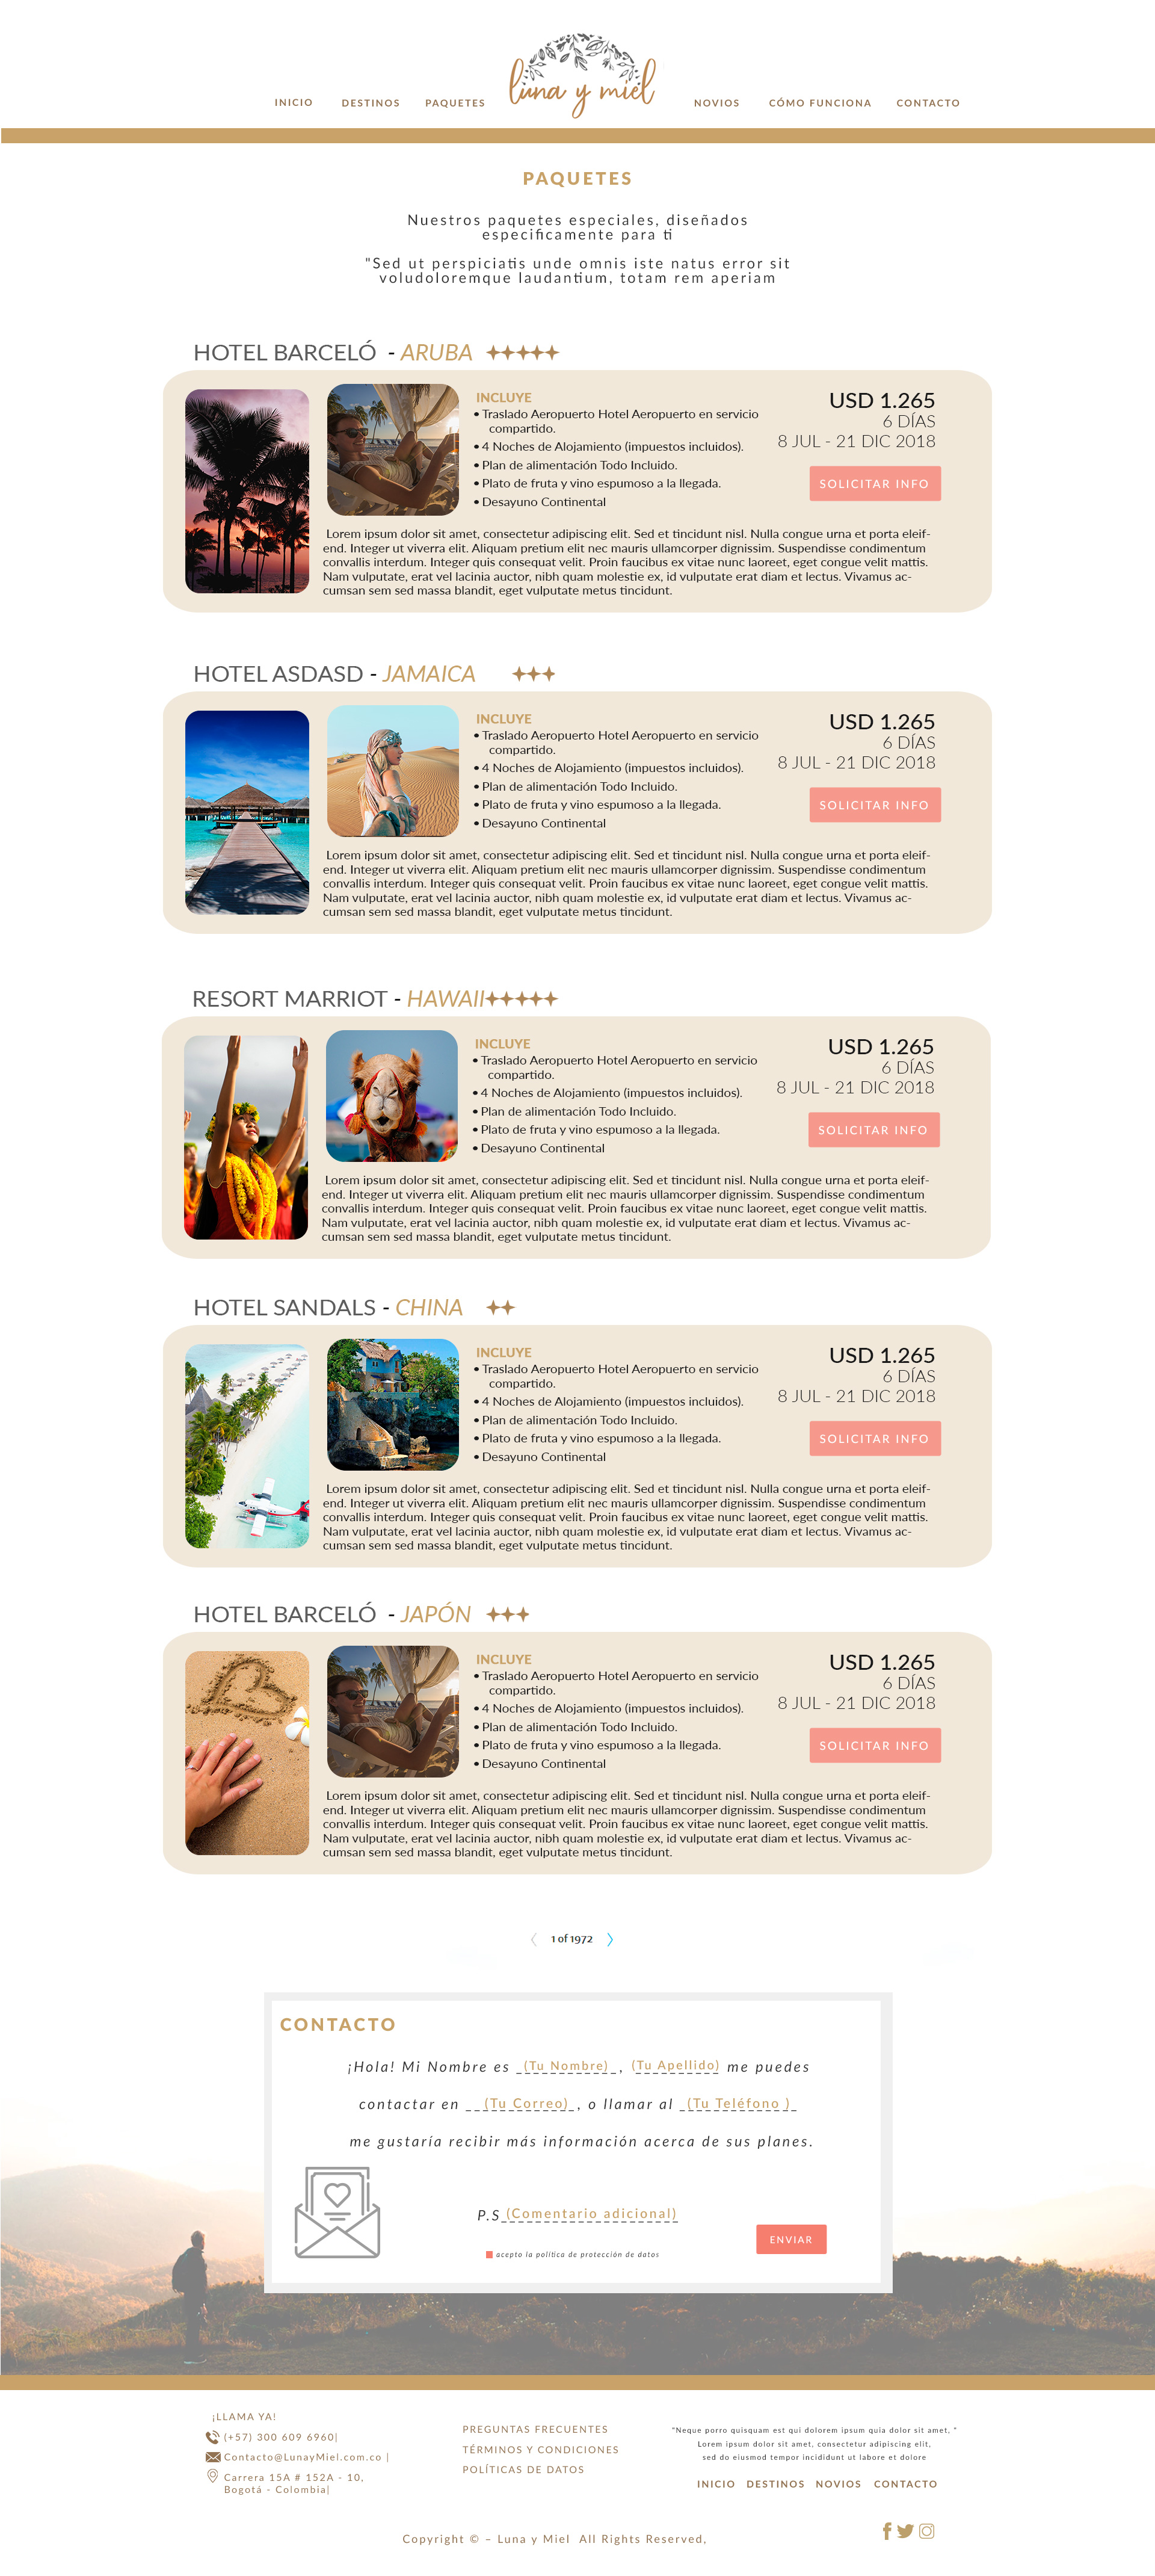 luna y miel
INICIO DESTINOS PAQUETES NOVIOS CÓMO FUNCIONA CONTACTO
PAQUETES
Nuestros paquetes especiales, diseñados
especificamente para ti
"Sed ut perspiciatis unde omnis iste natus error sit
voludoloremque laudantium, totam rem aperiam
HOTEL BARCELÓ - ARUBA
INCLUYE
• Traslado Aeropuerto Hotel Aeropuerto en servicio
compartido.
• 4 Noches de Alojamiento (impuestos incluidos).
• Plan de alimentación Todo Incluido.
• Plato de fruta y vino espumoso a la llegada.
• Desayuno Continental
USD 1.265
6 DÍAS
8 JUL - 21 DIC 2018
SOLICITAR INFO
Lorem ipsum dolor sit amet, consectetur adipiscing elit. Sed et tincidunt nisl. Nulla congue urna et porta eleif-
end. Integer ut viverra elit. Aliquam pretium elit nec mauris ullamcorper dignissim. Suspendisse condimentum
convallis interdum. Integer quis consequat velit. Proin faucibus ex vitae nunc laoreet, eget congue velit mattis.
Nam vulputate, erat vel lacinia auctor, nibh quam molestie ex, id vulputate erat diam et lectus. Vivamus ac-
cumsan sem sed massa blandit, eget vulputate metus tincidunt.
HOTEL ASDASD - JAMAICA
INCLUYE
• Traslado Aeropuerto Hotel Aeropuerto en servicio
compartido.
• 4 Noches de Alojamiento (impuestos incluidos).
• Plan de alimentación Todo Incluido.
• Plato de fruta y vino espumoso a la llegada.
• Desayuno Continental
USD 1.265
6 DÍAS
8 JUL - 21 DIC 2018
SOLICITAR INFO
Lorem ipsum dolor sit amet, consectetur adipiscing elit. Sed et tincidunt nisl. Nulla congue urna et porta eleif-
end. Integer ut viverra elit. Aliquam pretium elit nec mauris ullamcorper dignissim. Suspendisse condimentum
convallis interdum. Integer quis consequat velit. Proin faucibus ex vitae nunc laoreet, eget congue velit mattis.
Nam vulputate, erat vel lacinia auctor, nibh quam molestie ex, id vulputate erat diam et lectus. Vivamus ac-
cumsan sem sed massa blandit, eget vulputate metus tincidunt.
RESORT MARRIOT - HAWAII
INCLUYE
• Traslado Aeropuerto Hotel Aeropuerto en servicio
compartido.
• 4 Noches de Alojamiento (impuestos incluidos).
• Plan de alimentación Todo Incluido.
• Plato de fruta y vino espumoso a la llegada.
• Desayuno Continental
USD 1.265
6 DÍAS
8 JUL - 21 DIC 2018
SOLICITAR INFO
Lorem ipsum dolor sit amet, consectetur adipiscing elit. Sed et tincidunt nisl. Nulla congue urna et porta eleif-
end. Integer ut viverra elit. Aliquam pretium elit nec mauris ullamcorper dignissim. Suspendisse condimentum
convallis interdum. Integer quis consequat velit. Proin faucibus ex vitae nunc laoreet, eget congue velit mattis.
Nam vulputate, erat vel lacinia auctor, nibh quam molestie ex, id vulputate erat diam et lectus. Vivamus ac-
cumsan sem sed massa blandit, eget vulputate metus tincidunt.
HOTEL SANDALS - CHINA
INCLUYE
• Traslado Aeropuerto Hotel Aeropuerto en servicio
compartido.
• 4 Noches de Alojamiento (impuestos incluidos).
• Plan de alimentación Todo Incluido.
• Plato de fruta y vino espumoso a la llegada.
• Desayuno Continental
USD 1.265
6 DÍAS
8 JUL - 21 DIC 2018
SOLICITAR INFO
Lorem ipsum dolor sit amet, consectetur adipiscing elit. Sed et tincidunt nisl. Nulla congue urna et porta eleif-
end. Integer ut viverra elit. Aliquam pretium elit nec mauris ullamcorper dignissim. Suspendisse condimentum
convallis interdum. Integer quis consequat velit. Proin faucibus ex vitae nunc laoreet, eget congue velit mattis.
Nam vulputate, erat vel lacinia auctor, nibh quam molestie ex, id vulputate erat diam et lectus. Vivamus ac-
cumsan sem sed massa blandit, eget vulputate metus tincidunt.
HOTEL BARCELÓ - JAPÓN
INCLUYE
• Traslado Aeropuerto Hotel Aeropuerto en servicio
compartido.
• 4 Noches de Alojamiento (impuestos incluidos).
• Plan de alimentación Todo Incluido.
• Plato de fruta y vino espumoso a la llegada.
• Desayuno Continental
USD 1.265
6 DÍAS
8 JUL - 21 DIC 2018
SOLICITAR INFO
Lorem ipsum dolor sit amet, consectetur adipiscing elit. Sed et tincidunt nisl. Nulla congue urna et porta eleif-
end. Integer ut viverra elit. Aliquam pretium elit nec mauris ullamcorper dignissim. Suspendisse condimentum
convallis interdum. Integer quis consequat velit. Proin faucibus ex vitae nunc laoreet, eget congue velit mattis.
Nam vulputate, erat vel lacinia auctor, nibh quam molestie ex, id vulputate erat diam et lectus. Vivamus ac-
cumsan sem sed massa blandit, eget vulputate metus tincidunt.
1 of 1972
CONTACTO
¡Hola! Mi Nombre es (Tu Nombre) , (Tu Apellido) me puedes
contactar en (Tu Correo) , o llamar al (Tu Teléfono )
me gustaría recibir más información acerca de sus planes.
P.S (Comentario adicional)
acepto la política de protección de datos
ENVIAR
¡LLAMA YA!
(+57) 300 609 6960|
Contacto@LunayMiel.com.co |
Carrera 15A # 152A - 10,
Bogotá - Colombia|
PREGUNTAS FRECUENTES
TÉRMINOS Y CONDICIONES
POLÍTICAS DE DATOS
"Neque porro quisquam est qui dolorem ipsum quia dolor sit amet, "
Lorem ipsum dolor sit amet, consectetur adipiscing elit,
sed do eiusmod tempor incididunt ut labore et dolore
INICIO DESTINOS NOVIOS CONTACTO
Copyright © – Luna y Miel All Rights Reserved,